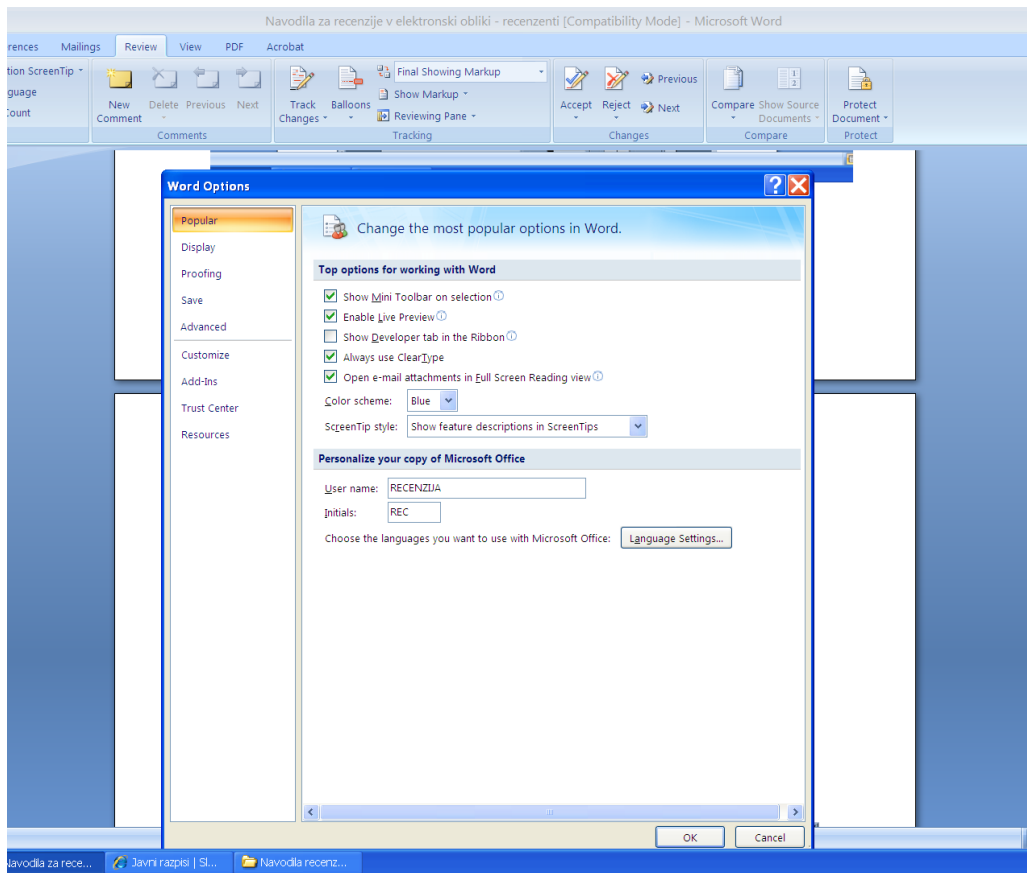 Navodila za recenzije v elektronski obliki - recenzenti [Compatibility Mode] - Microsoft Word
rences Mailings Review View PDF Acrobat
tion ScreenTip
guage
Count
New Comment
Delete Previous Next
Comments
Track Changes
Balloons
Final Showing Markup
Show Markup
Reviewing Pane
Tracking
Accept Reject
Previous
Next
Changes
Compare Show Source Documents
Compare
Protect Document
Protect
Word Options
Popular
Display
Proofing
Save
Advanced
Customize
Add-Ins
Trust Center
Resources
Change the most popular options in Word.
Top options for working with Word
Show Mini Toolbar on selection
Enable Live Preview
Show Developer tab in the Ribbon
Always use ClearType
Open e-mail attachments in Full Screen Reading view
Color scheme: Blue
ScreenTip style: Show feature descriptions in ScreenTips
Personalize your copy of Microsoft Office
User name: RECENZIJA
Initials: REC
Choose the languages you want to use with Microsoft Office: Language Settings...
OK Cancel
Navodila za rece... Javni razpisi | Sl... Navodila recenz...